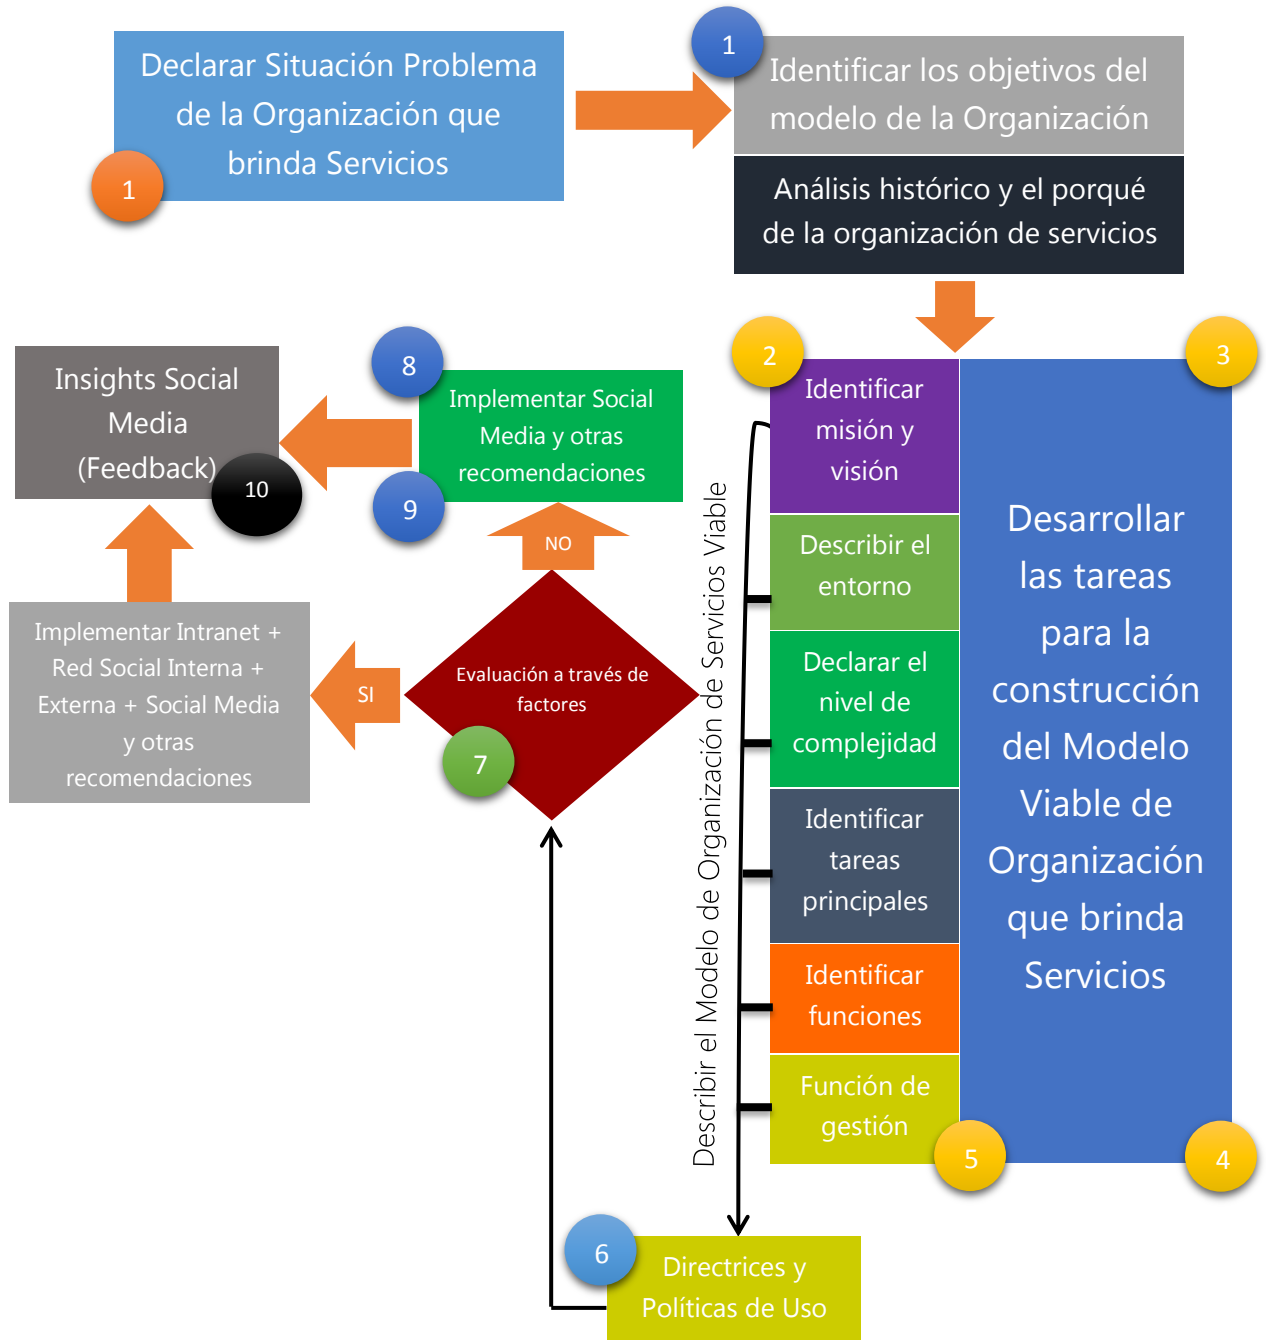 Declarar Situación Problema
de la Organización que
brinda Servicios
1
1
Identificar los objetivos del
modelo de la Organización
Análisis histórico y el porqué
de la organización de servicios
2
3
Identificar
misión y
visión
Describir el
entorno
Declarar el
nivel de
complejidad
Identificar
tareas
principales
Identificar
funciones
Función de
gestión
5
4
Desarrollar
las tareas
para la
construcción
del Modelo
Viable de
Organización
que brinda
Servicios
Describir el Modelo de Organización de Servicios Viable
6
Directrices y
Políticas de Uso
Evaluación a través de
factores
7
NO
SI
8
Implementar Social
Media y otras
recomendaciones
9
Implementar Intranet +
Red Social Interna +
Externa + Social Media
y otras
recomendaciones
Insights Social
Media
(Feedback)
10